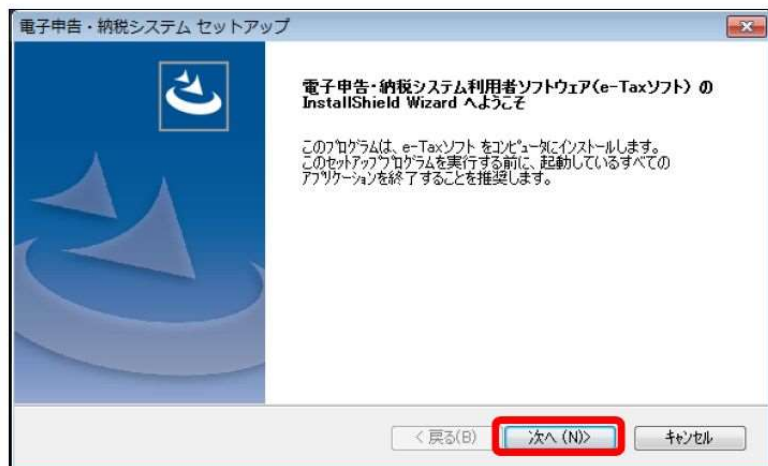 電子申告・納税システム セットアップ
電子申告・納税システム利用者ソフトウェア(e-Taxソフト) の
InstallShield Wizard へようこそ
このプログラムは、e-Taxソフト をコンピュータにインストールします。
このセットアッププログラムを実行する前に、起動しているすべての
アプリケーションを終了することを推奨します。
< 戻る(B)
次へ (N)>
キャンセル